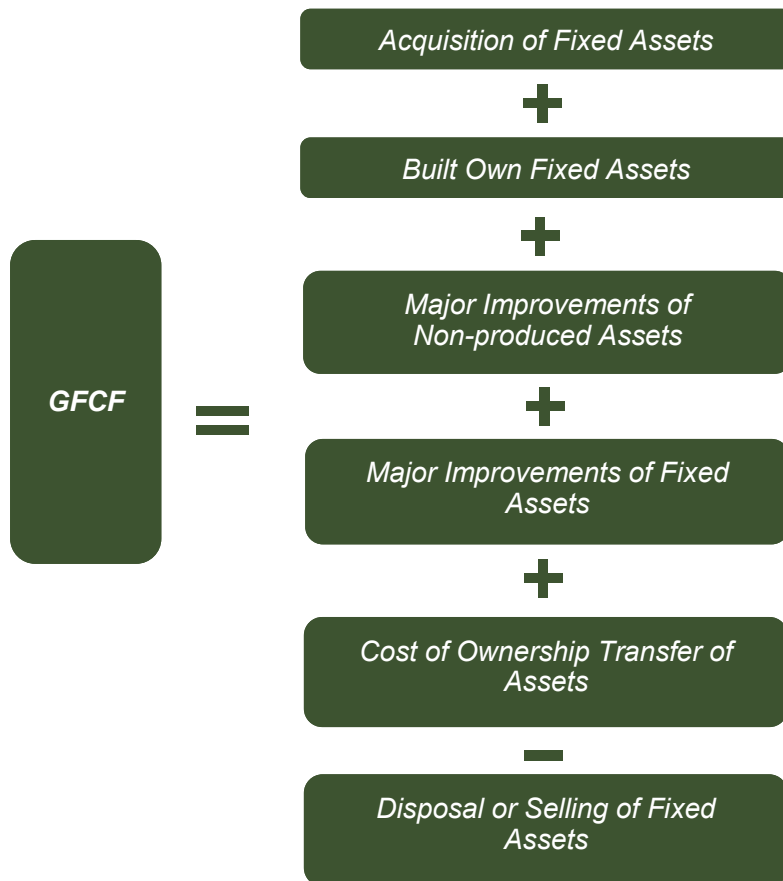 Acquisition of Fixed Assets
+
Built Own Fixed Assets
+
Major Improvements of
Non-produced Assets
GFCF
=
+
Major Improvements of Fixed
Assets
+
Cost of Ownership Transfer of
Assets
−
Disposal or Selling of Fixed
Assets